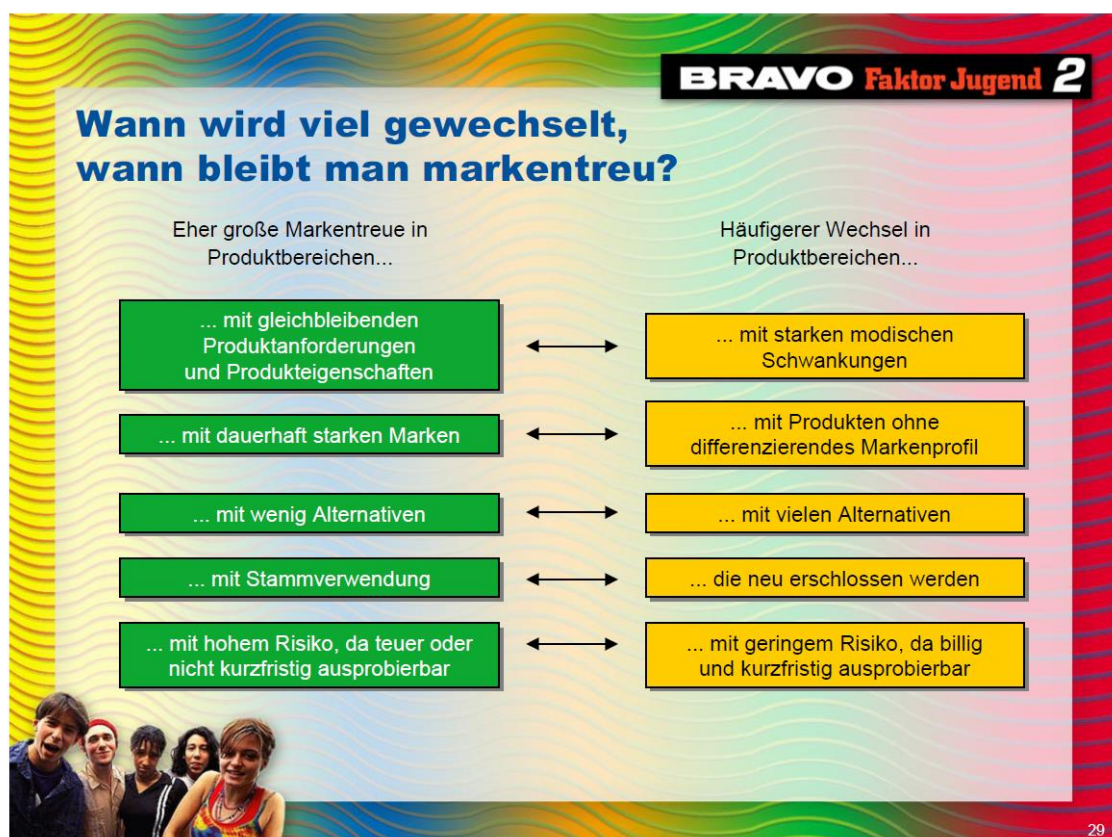 BRAVO Faktor Jugend 2
Wann wird viel gewechselt,
wann bleibt man markentreu?
Eher große Markentreue in
Produktbereichen...
Häufigerer Wechsel in
Produktbereichen...
... mit gleichbleibenden
Produktanforderungen
und Produkteigenschaften
... mit starken modischen
Schwankungen
... mit dauerhaft starken Marken
... mit Produkten ohne
differenzierendes Markenprofil
... mit wenig Alternativen
... mit vielen Alternativen
... mit Stammverwendung
... die neu erschlossen werden
... mit hohem Risiko, da teuer oder
nicht kurzfristig ausprobierbar
... mit geringem Risiko, da billig
und kurzfristig ausprobierbar
29